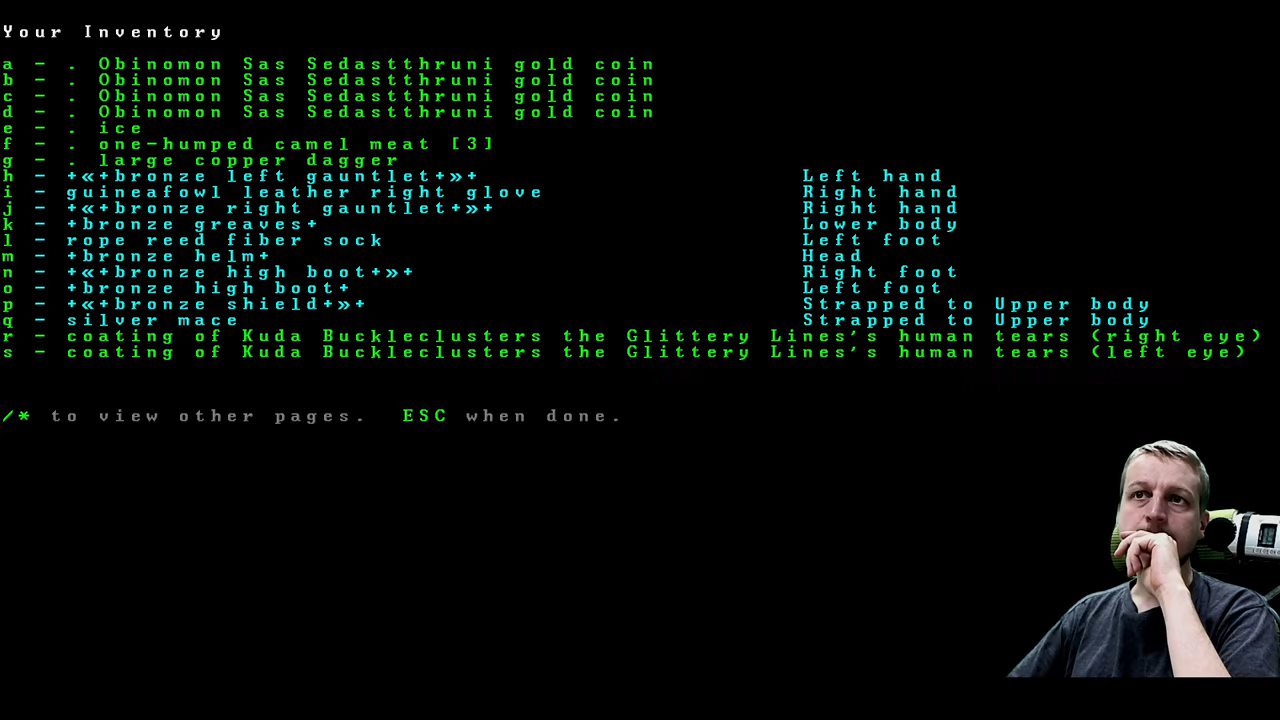 Your Inventory
a - . Obinomon Sas Sedastthruni gold coin
b - . Obinomon Sas Sedastthruni gold coin
c - . Obinomon Sas Sedastthruni gold coin
d - . Obinomon Sas Sedastthruni gold coin
e - . ice
f - . one-humped camel meat [3]
g - . large copper dagger
h - +«+bronze left gauntlet+»+ Left hand
i - guineafowl leather right glove Right hand
j - +«+bronze right gauntlet+»+ Right hand
k - +bronze greaves+ Lower body
l - rope reed fiber sock Left foot
m - +bronze helm+ Head
n - +«+bronze high boot+»+ Right foot
o - +bronze high boot+ Left foot
p - +«+bronze shield+»+ Strapped to Upper body
q - silver mace Strapped to Upper body
r - coating of Kuda Buckleclusters the Glittery Lines's human tears (right eye)
s - coating of Kuda Buckleclusters the Glittery Lines's human tears (left eye)
/* to view other pages. ESC when done.